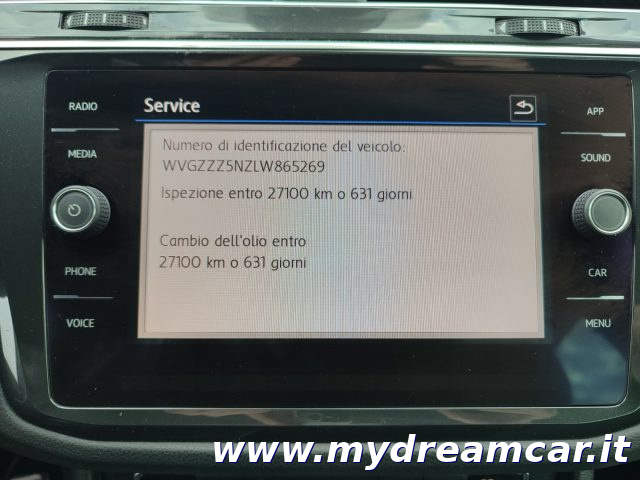 RADIO
MEDIA
PHONE
VOICE
Service
Numero di identificazione del veicolo:
WVGZZZ5NZLW865269
Ispezione entro 27100 km o 631 giorni
Cambio dell'olio entro
27100 km o 631 giorni
APP
SOUND
CAR
MENU
www.mydreamcar.it